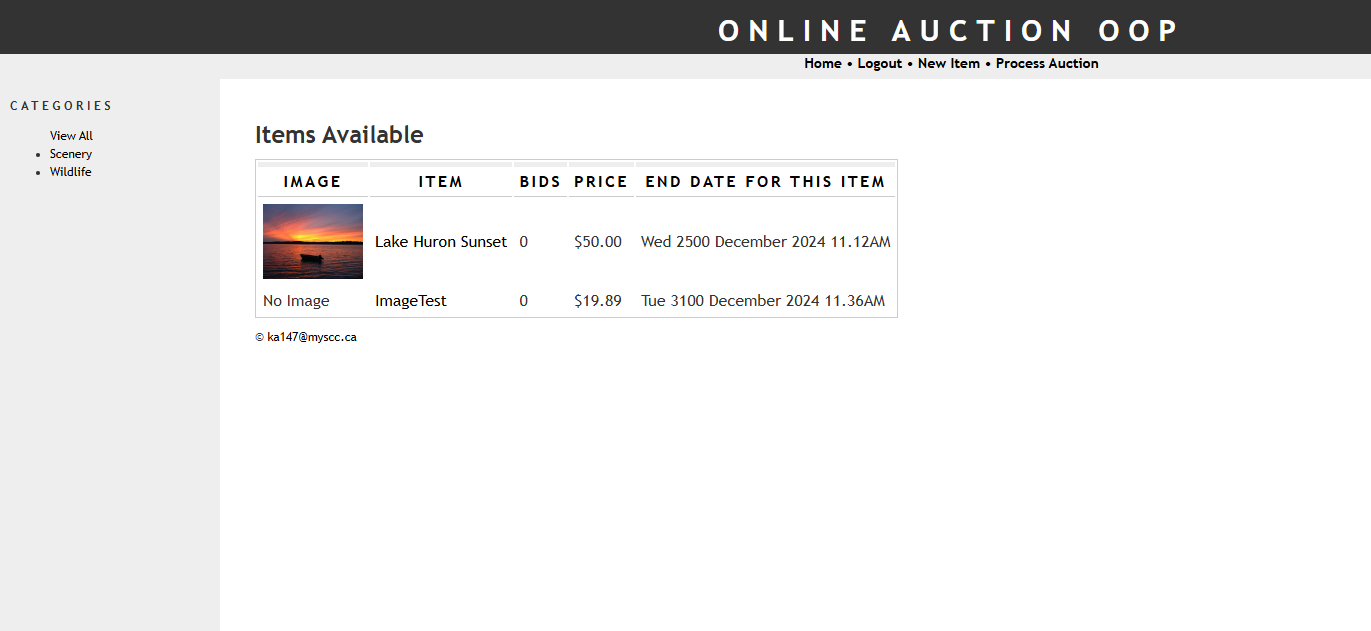 ONLINE AUCTION OOP
Home • Logout • New Item • Process Auction
CATEGORIES
View All
• Scenery
• Wildlife
Items Available
IMAGE ITEM BIDS PRICE END DATE FOR THIS ITEM
Lake Huron Sunset 0 $50.00 Wed 2500 December 2024 11.12AM
No Image ImageTest 0 $19.89 Tue 3100 December 2024 11.36AM
© ka147@myscc.ca